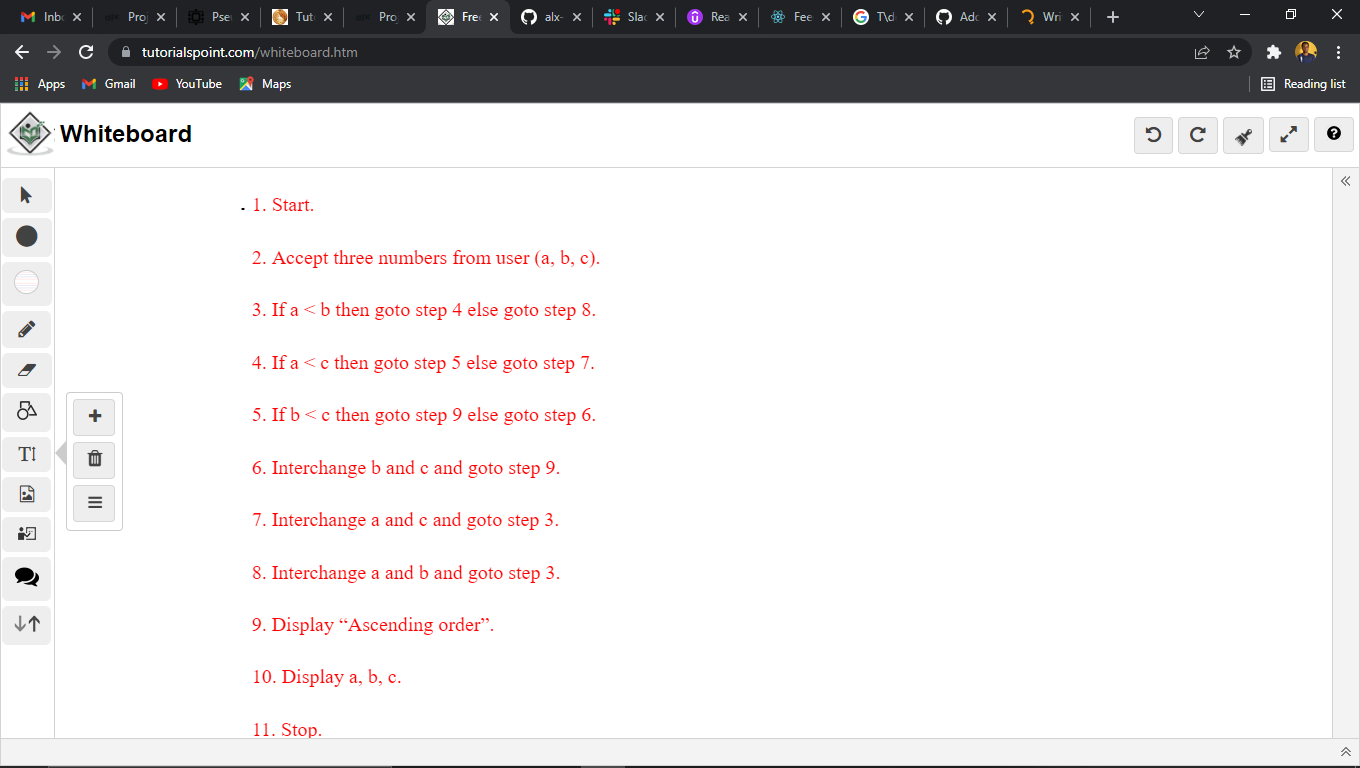 Inb
Proj
Pse
Tut
Proj
Free
alx-
Slac
Rea
Fee
T\d
Adc
Wri
tutorialspoint.com/whiteboard.htm
Apps
Gmail
YouTube
Maps
Reading list
Whiteboard
1. Start.
2. Accept three numbers from user (a, b, c).
3. If a < b then goto step 4 else goto step 8.
4. If a < c then goto step 5 else goto step 7.
5. If b < c then goto step 9 else goto step 6.
6. Interchange b and c and goto step 9.
7. Interchange a and c and goto step 3.
8. Interchange a and b and goto step 3.
9. Display “Ascending order”.
10. Display a, b, c.
11. Stop.